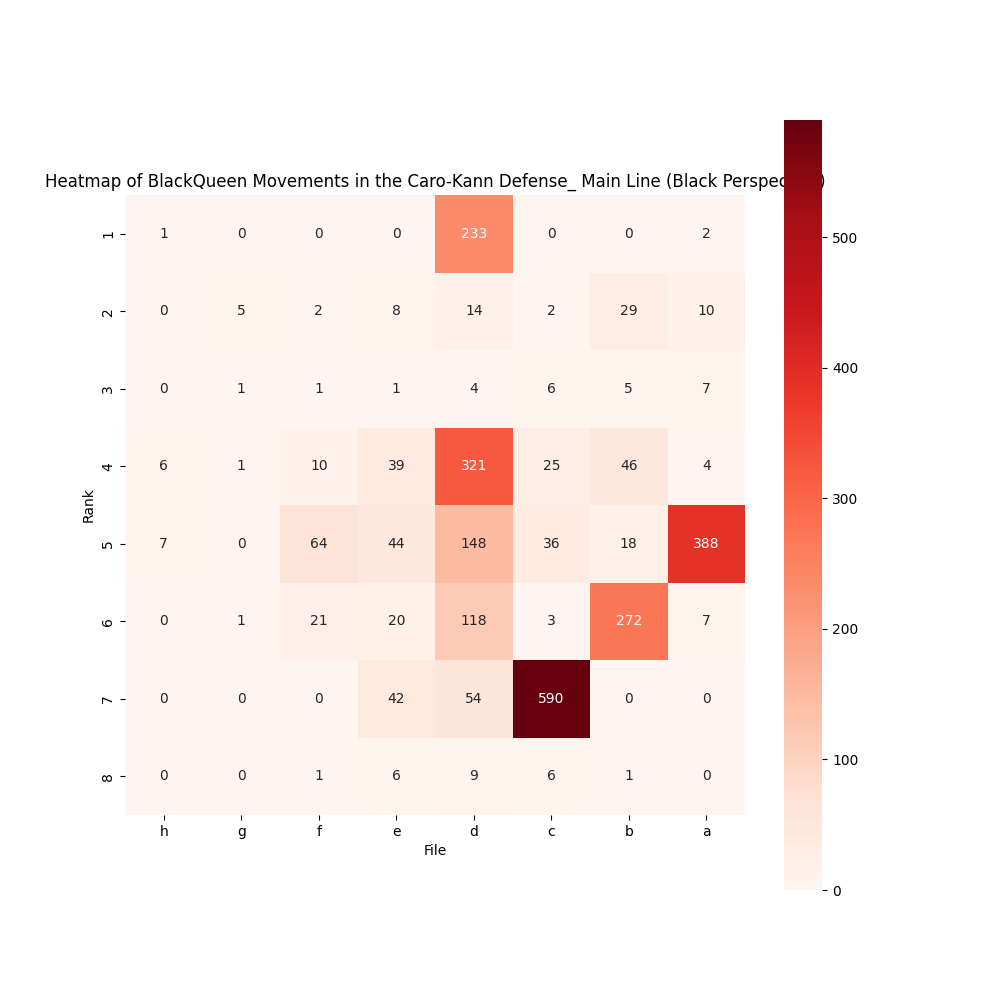 Heatmap of BlackQueen Movements in the Caro-Kann Defense_ Main Line (Black Perspec
1 1 0 0 0 233 0 0 2
2 0 5 2 8 14 2 29 10
3 0 1 1 1 4 6 5 7
4 6 1 10 39 321 25 46 4
5 7 0 64 44 148 36 18 388
6 0 1 21 20 118 3 272 7
7 0 0 0 42 54 590 0 0
8 0 0 1 6 9 6 1 0
h g f e d c b a
File
Rank
500
400
300
200
100
0